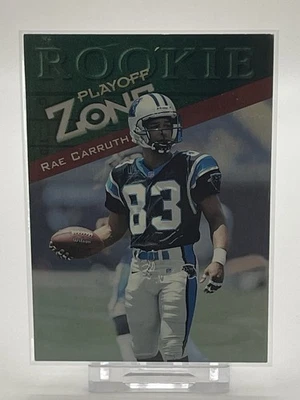 ROOKIE
PLAYOFF
ZONE
RAE CARRUTH
83